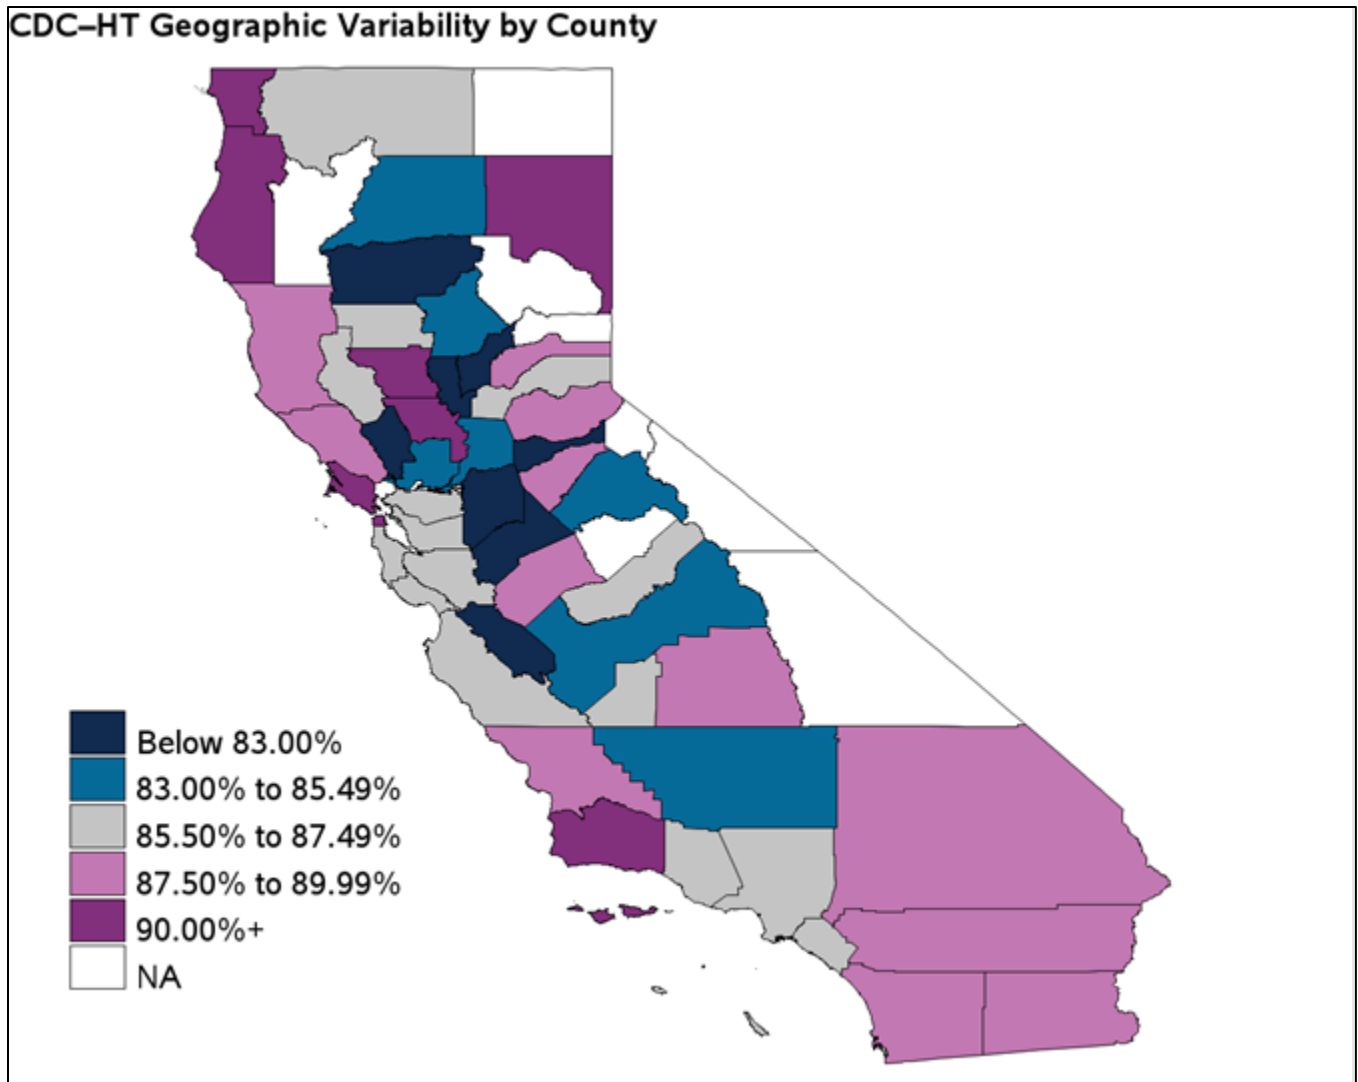 CDC–HT Geographic Variability by County
Below 83.00%
83.00% to 85.49%
85.50% to 87.49%
87.50% to 89.99%
90.00%+
NA